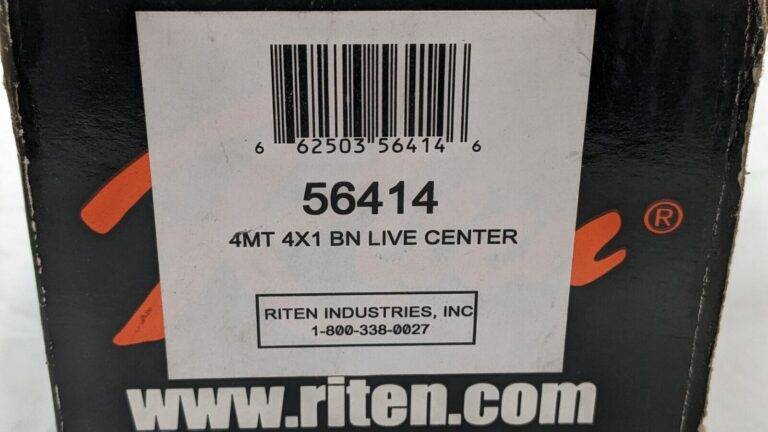 6 62503 56414 6
56414
4MT 4X1 BN LIVE CENTER
RITEN INDUSTRIES, INC
1-800-338-0027
®
www.riten.com